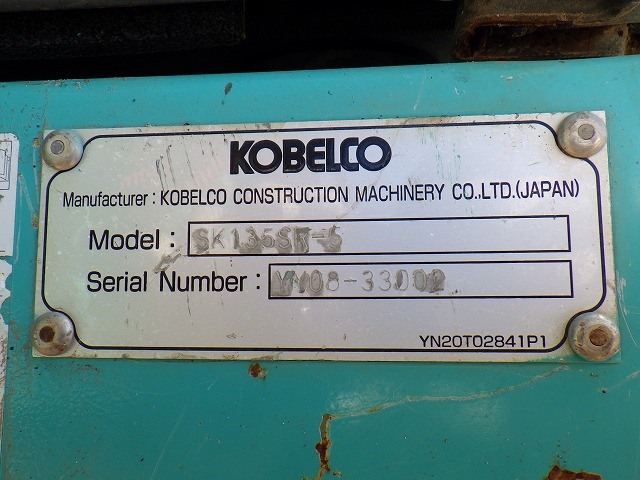 KOBELCO
Manufacturer : KOBELCO CONSTRUCTION MACHINERY CO.,LTD.(JAPAN)
Model : SK135SR-5
Serial Number :
YN20T02841P1